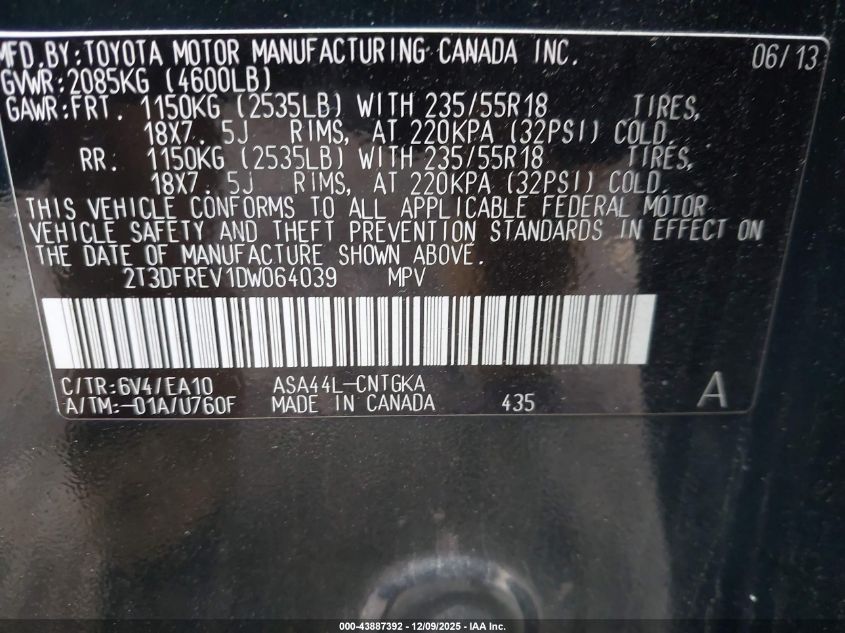 MFD.BY:TOYOTA MOTOR MANUFACTURING CANADA INC. 06/13
GVWR:2085KG (4600LB)
GAWR:FRT. 1150KG (2535LB) WITH 235/55R18 TIRES,
18X7.5J RIMS, AT 220KPA (32PSI) COLD.
RR. 1150KG (2535LB) WITH 235/55R18 TIRES,
18X7.5J RIMS, AT 220KPA (32PSI) COLD.
THIS VEHICLE CONFORMS TO ALL APPLICABLE FEDERAL MOTOR
VEHICLE SAFETY AND THEFT PREVENTION STANDARDS IN EFFECT ON
THE DATE OF MANUFACTURE SHOWN ABOVE.
2T3DFREV1DW064039 MPV
C/TR:6V4/EA10 ASA44L-CNTGKA A
A/TM:-01A/U760F MADE IN CANADA 435
000-43887392 - 12/09/2025 - IAA Inc.